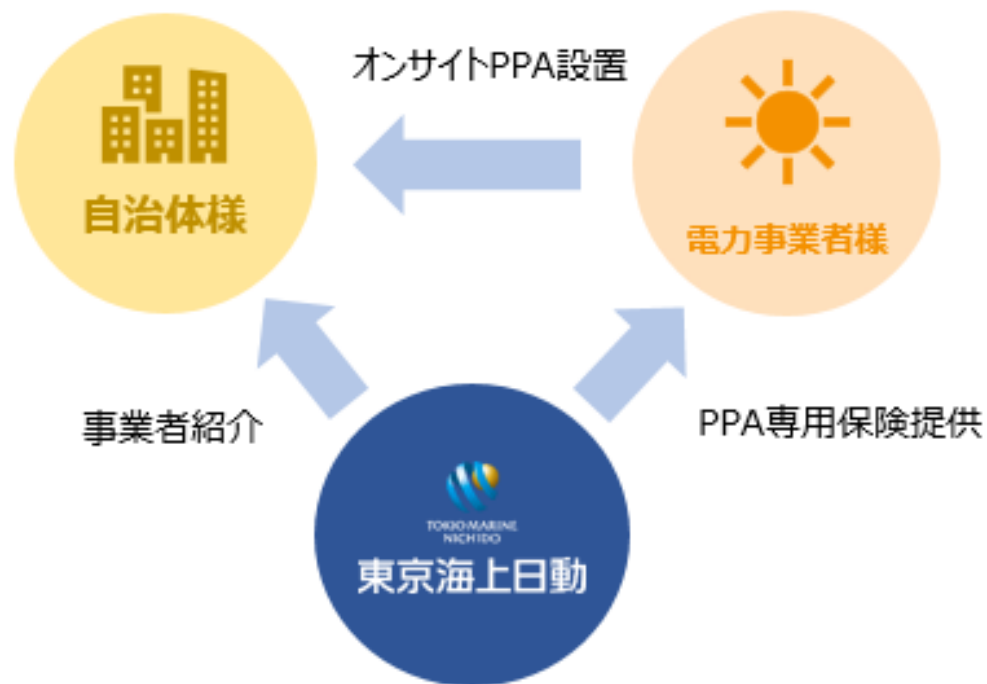 オンサイトPPA設置
自治体様
電力事業者様
事業者紹介
PPA専用保険提供
TOKIO MARINE
NICHIDO
東京海上日動